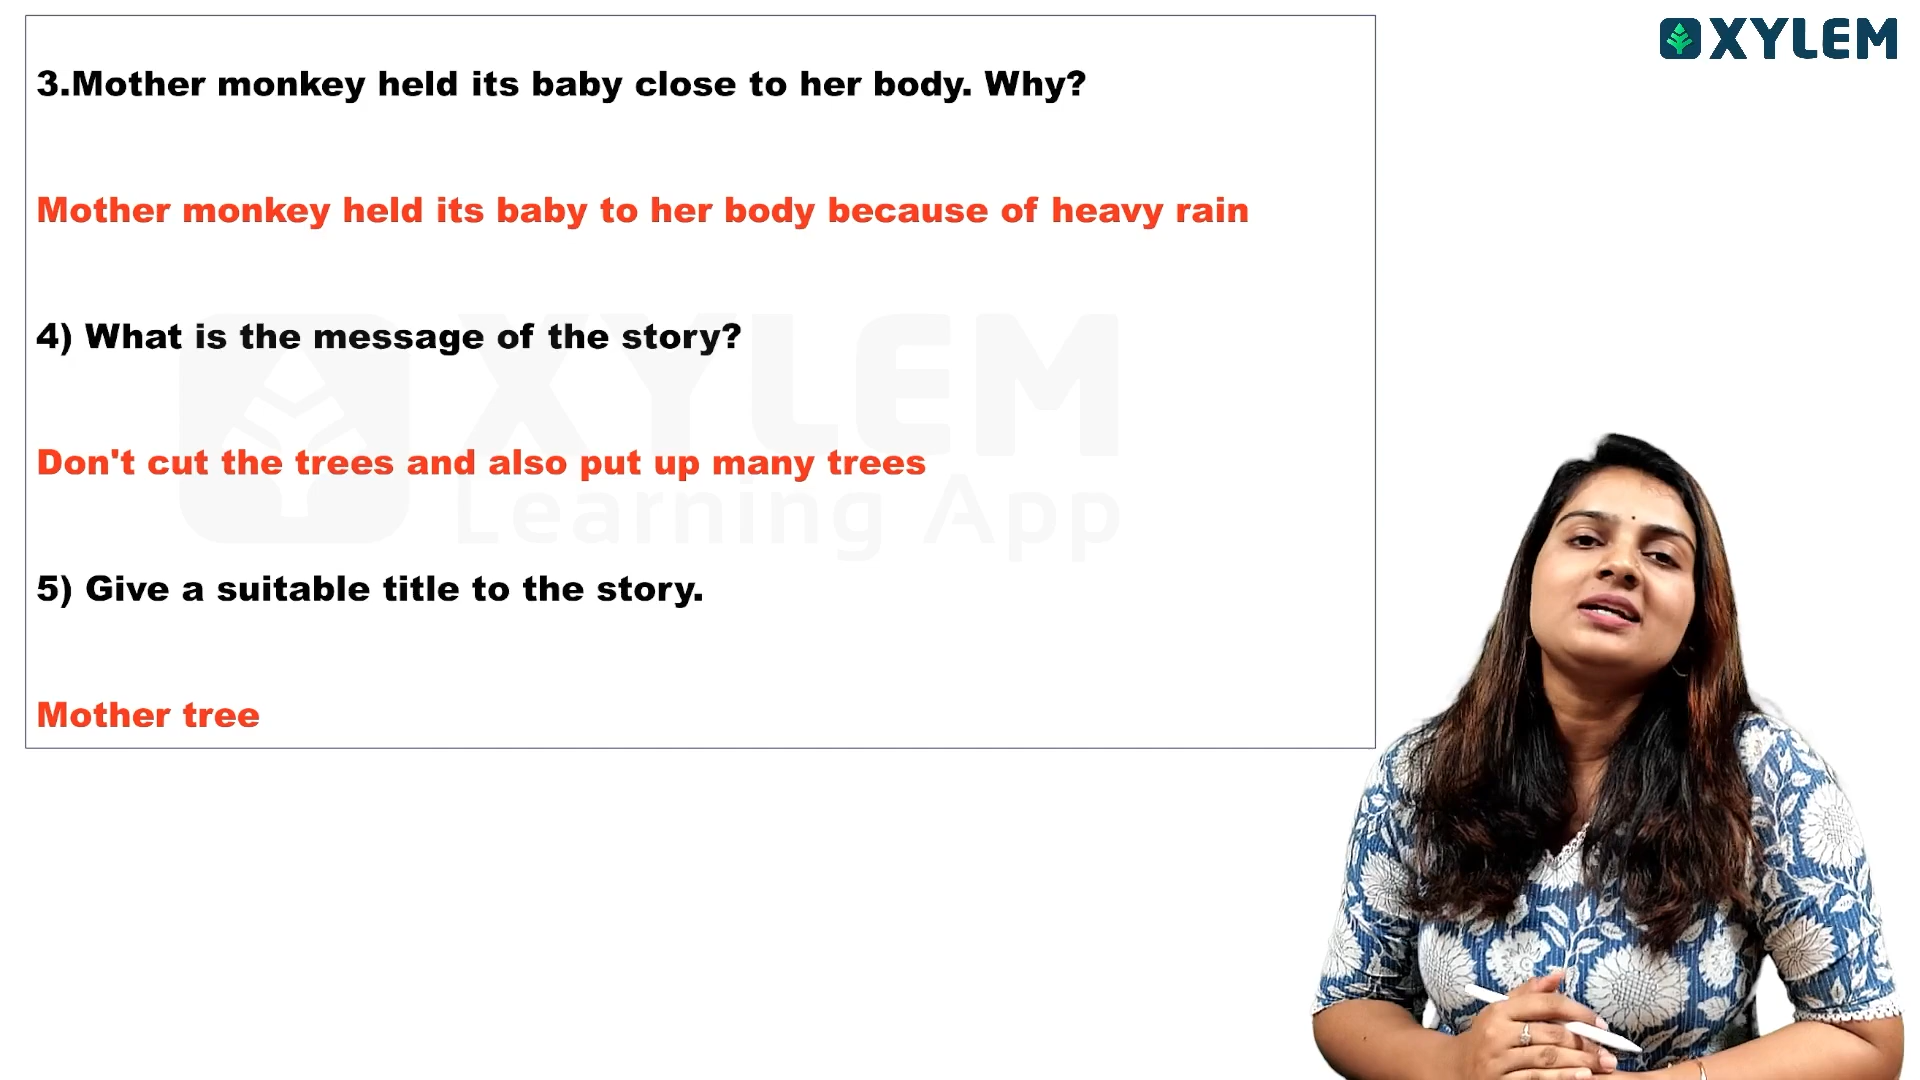 XYLEM
3.Mother monkey held its baby close to her body. Why?
Mother monkey held its baby to her body because of heavy rain
4) What is the message of the story?
Don't cut the trees and also put up many trees
5) Give a suitable title to the story.
Mother tree
XYLEM
Learning App